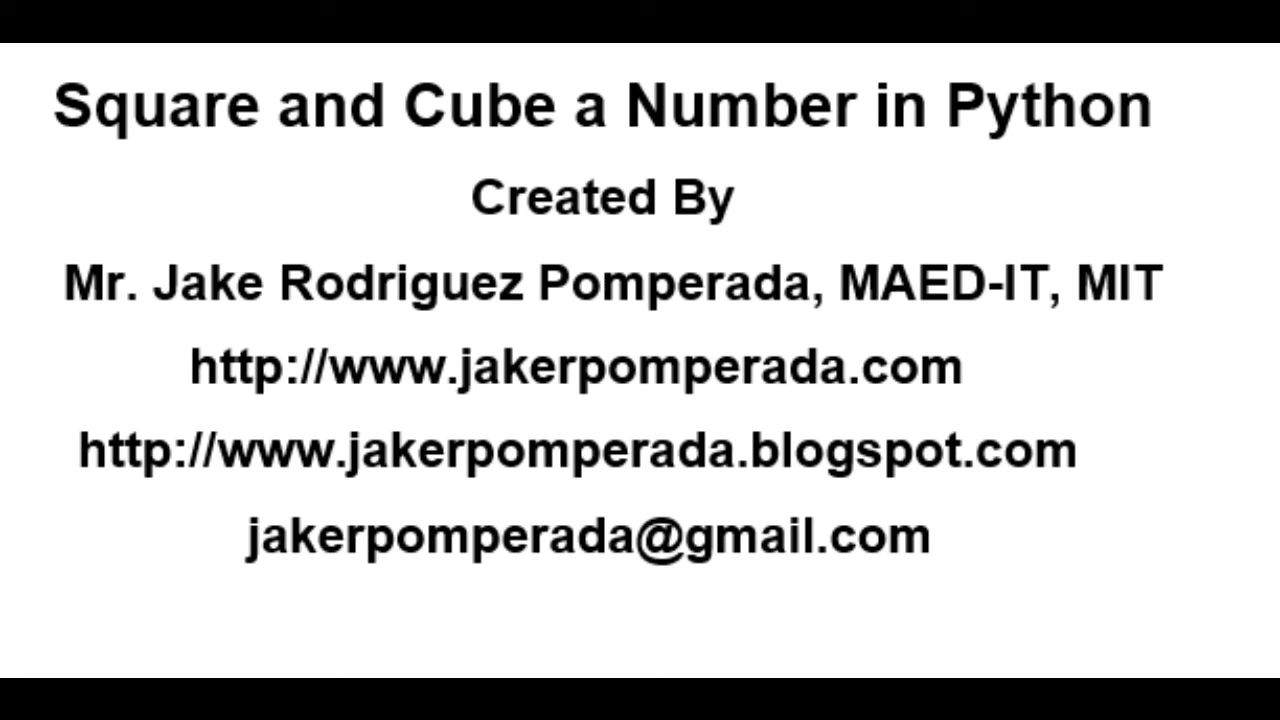 Square and Cube a Number in Python
Created By
Mr. Jake Rodriguez Pomperada, MAED-IT, MIT
http://www.jakerpomperada.com
http://www.jakerpomperada.blogspot.com
jakerpomperada@gmail.com